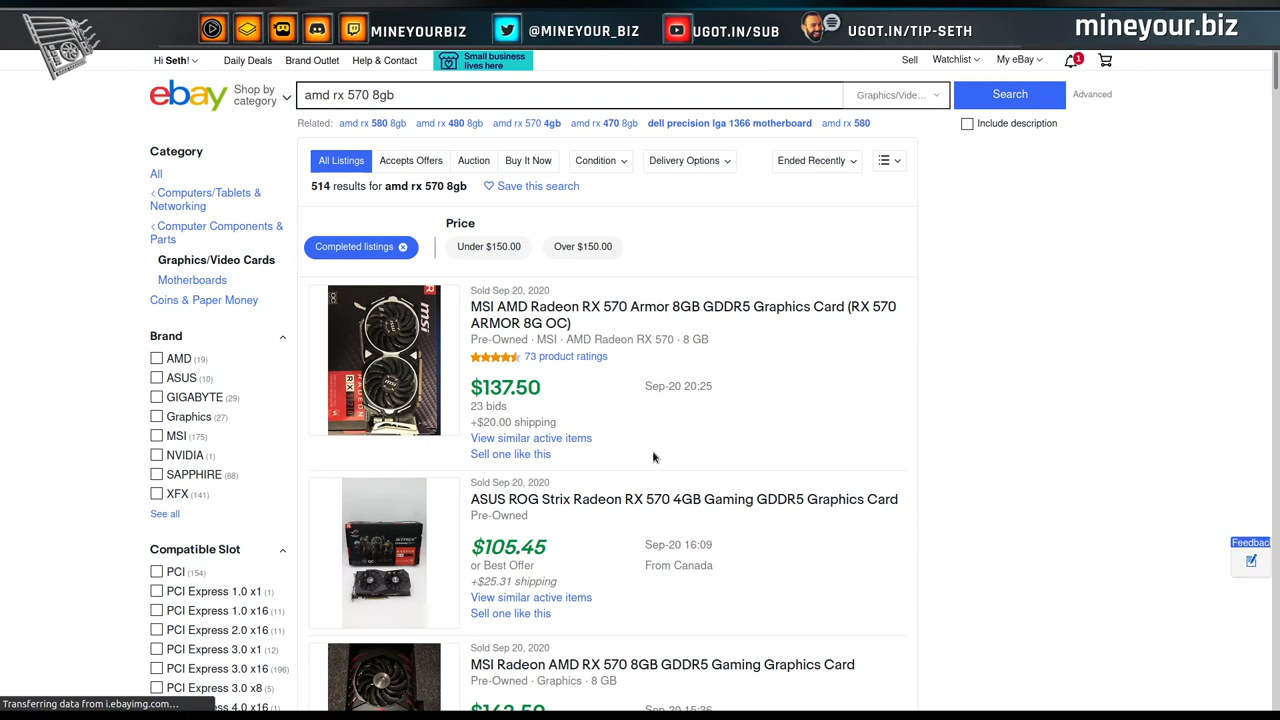 MINEYOURBIZ
@MINEYOUR_BIZ
UGOT.IN/SUB
UGOT.IN/TIP-SETH
mineyour.biz
Hi Seth!
Daily Deals
Brand Outlet
Help & Contact
Small business
lives here
Sell
Watchlist
My eBay
1
ebay
Shop by
category
amd rx 570 8gb
Graphics/Vide...
Search
Advanced
Related:
amd rx 580 8gb
amd rx 480 8gb
amd rx 570 4gb
amd rx 470 8gb
dell precision lga 1366 motherboard
amd rx 580
Include description
Category
All
Computers/Tablets &
Networking
Computer Components &
Parts
Graphics/Video Cards
Motherboards
Coins & Paper Money
Brand
AMD (19)
ASUS (10)
GIGABYTE (29)
Graphics (27)
MSI (175)
NVIDIA (1)
SAPPHIRE (88)
XFX (141)
See all
Compatible Slot
PCI (154)
PCI Express 1.0 x1 (1)
PCI Express 1.0 x16 (11)
PCI Express 2.0 x16 (11)
PCI Express 3.0 x1 (12)
PCI Express 3.0 x16 (196)
PCI Express 3.0 x8 (5)
4.0 x16 (1)
Transferring data from i.ebayimg.com...
All Listings
Accepts Offers
Auction
Buy It Now
Condition
Delivery Options
Ended Recently
514 results for amd rx 570 8gb
Save this search
Price
Completed listings
Under $150.00
Over $150.00
msi
Sold Sep 20, 2020
MSI AMD Radeon RX 570 Armor 8GB GDDR5 Graphics Card (RX 570
ARMOR 8G OC)
Pre-Owned · MSI · AMD Radeon RX 570 · 8 GB
73 product ratings
$137.50
Sep-20 20:25
23 bids
+$20.00 shipping
View similar active items
Sell one like this
Sold Sep 20, 2020
ASUS ROG Strix Radeon RX 570 4GB Gaming GDDR5 Graphics Card
Pre-Owned
$105.45
Sep-20 16:09
or Best Offer
From Canada
+$25.31 shipping
View similar active items
Sell one like this
Sold Sep 20, 2020
MSI Radeon AMD RX 570 8GB GDDR5 Gaming Graphics Card
Pre-Owned · Graphics · 8 GB
Feedback